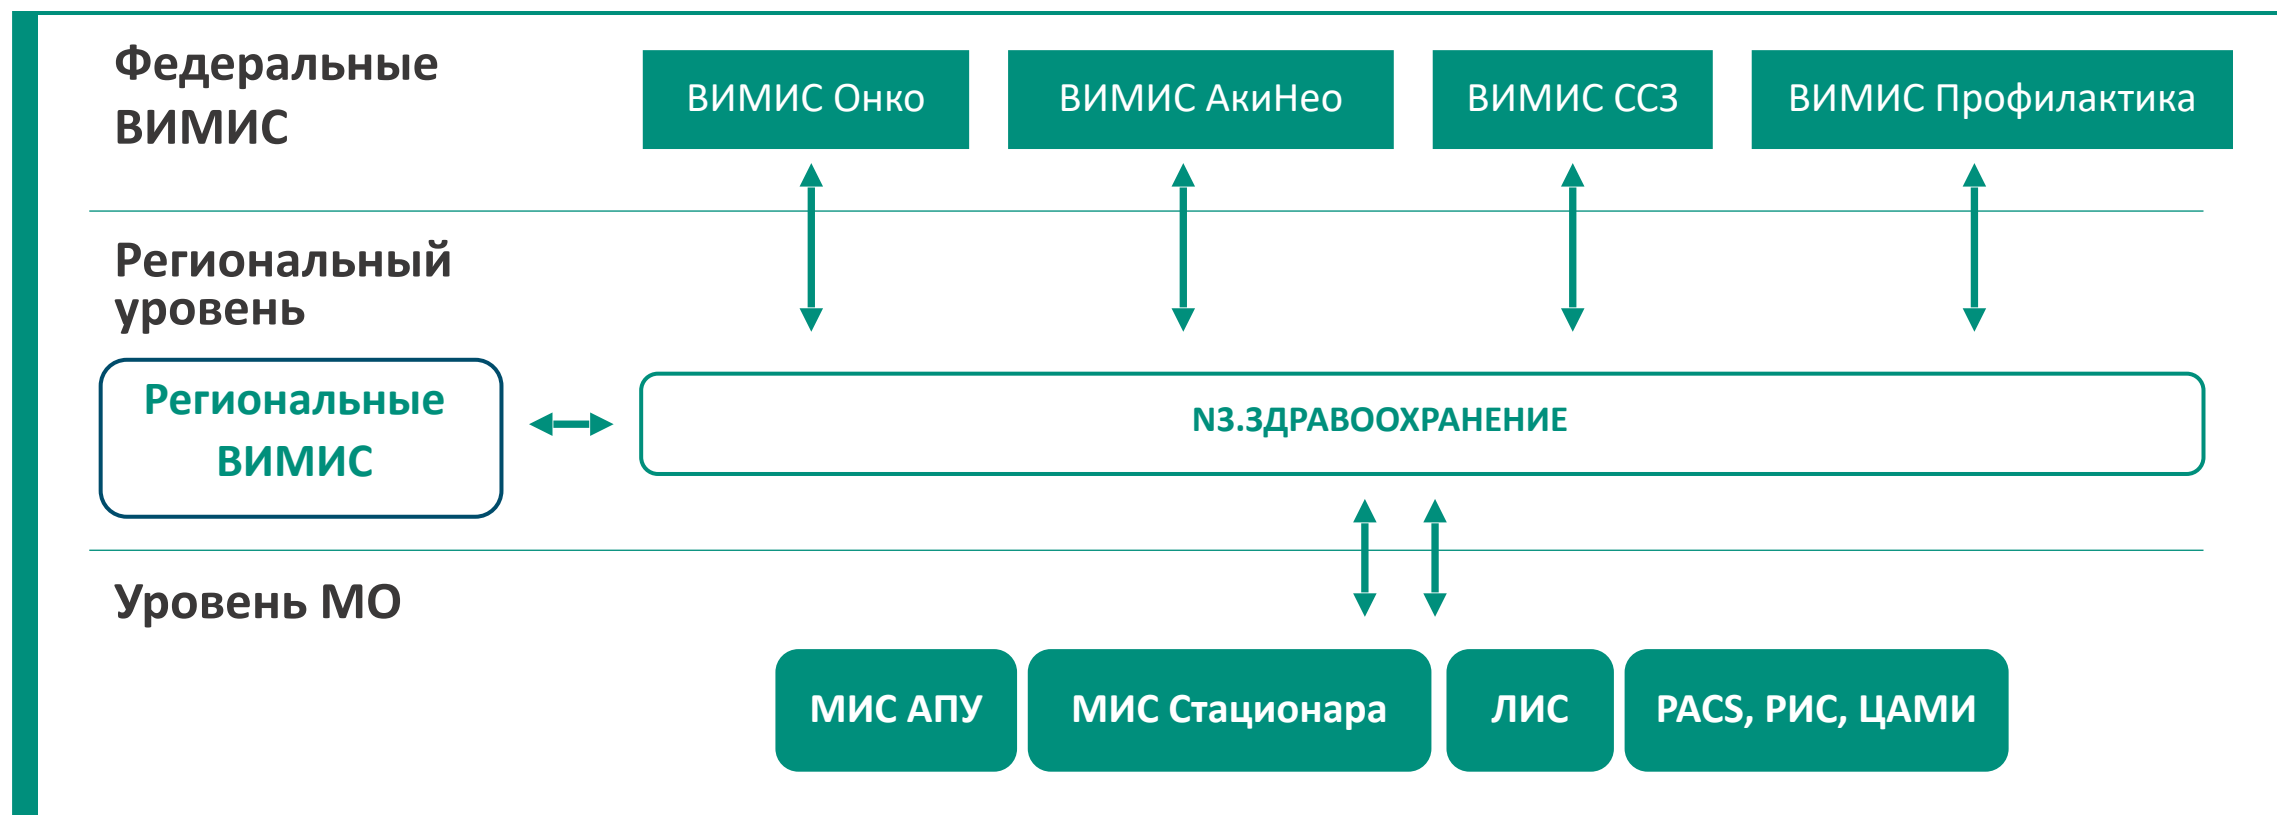 Федеральные
ВИМИС
ВИМИС Онко
ВИМИС АкиНео
ВИМИС ССЗ
ВИМИС Профилактика
Региональный
уровень
Региональные
ВИМИС
N3.ЗДРАВООХРАНЕНИЕ
Уровень МО
МИС АПУ
МИС Стационара
ЛИС
PACS, РИС, ЦАМИ